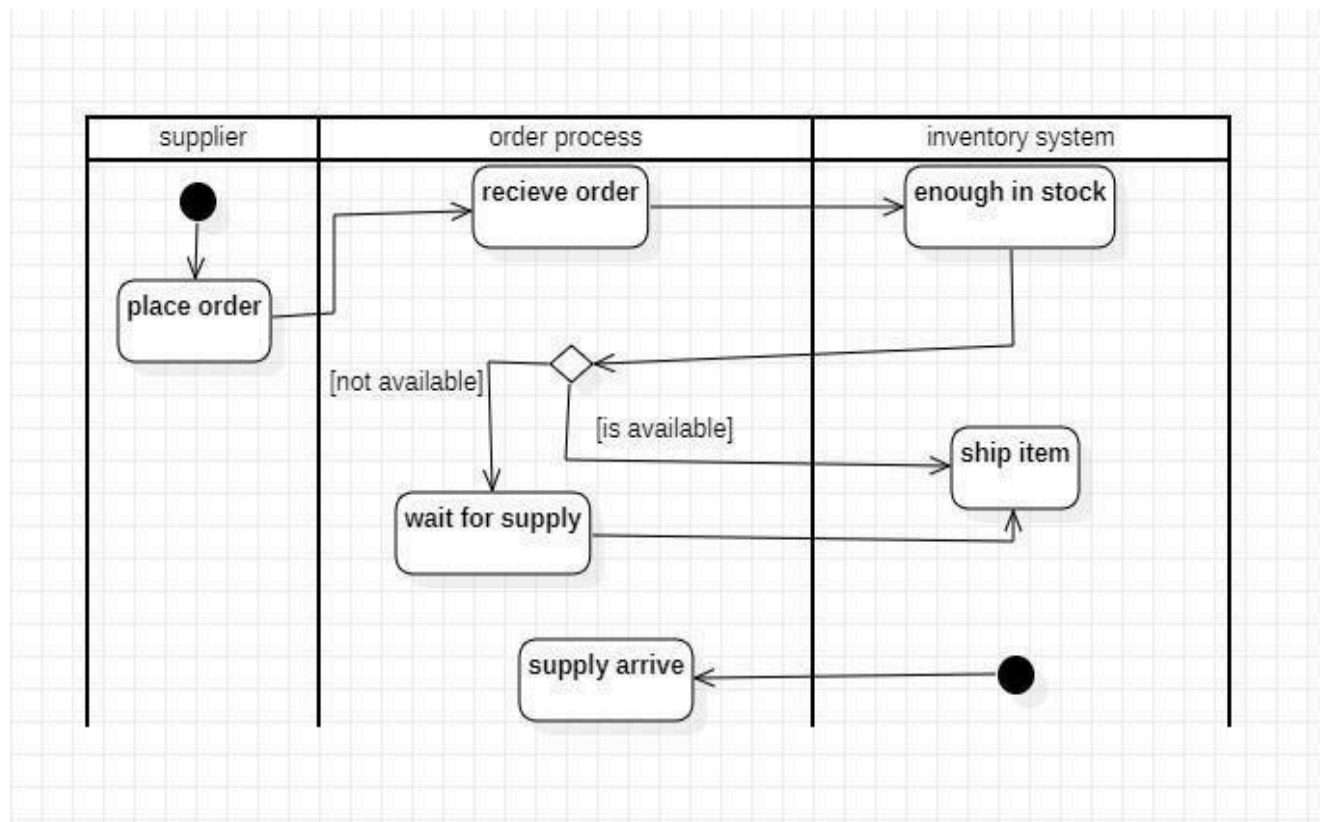 supplier
order process
inventory system
recieve order
enough in stock
place order
[not available]
[is available]
ship item
wait for supply
supply arrive